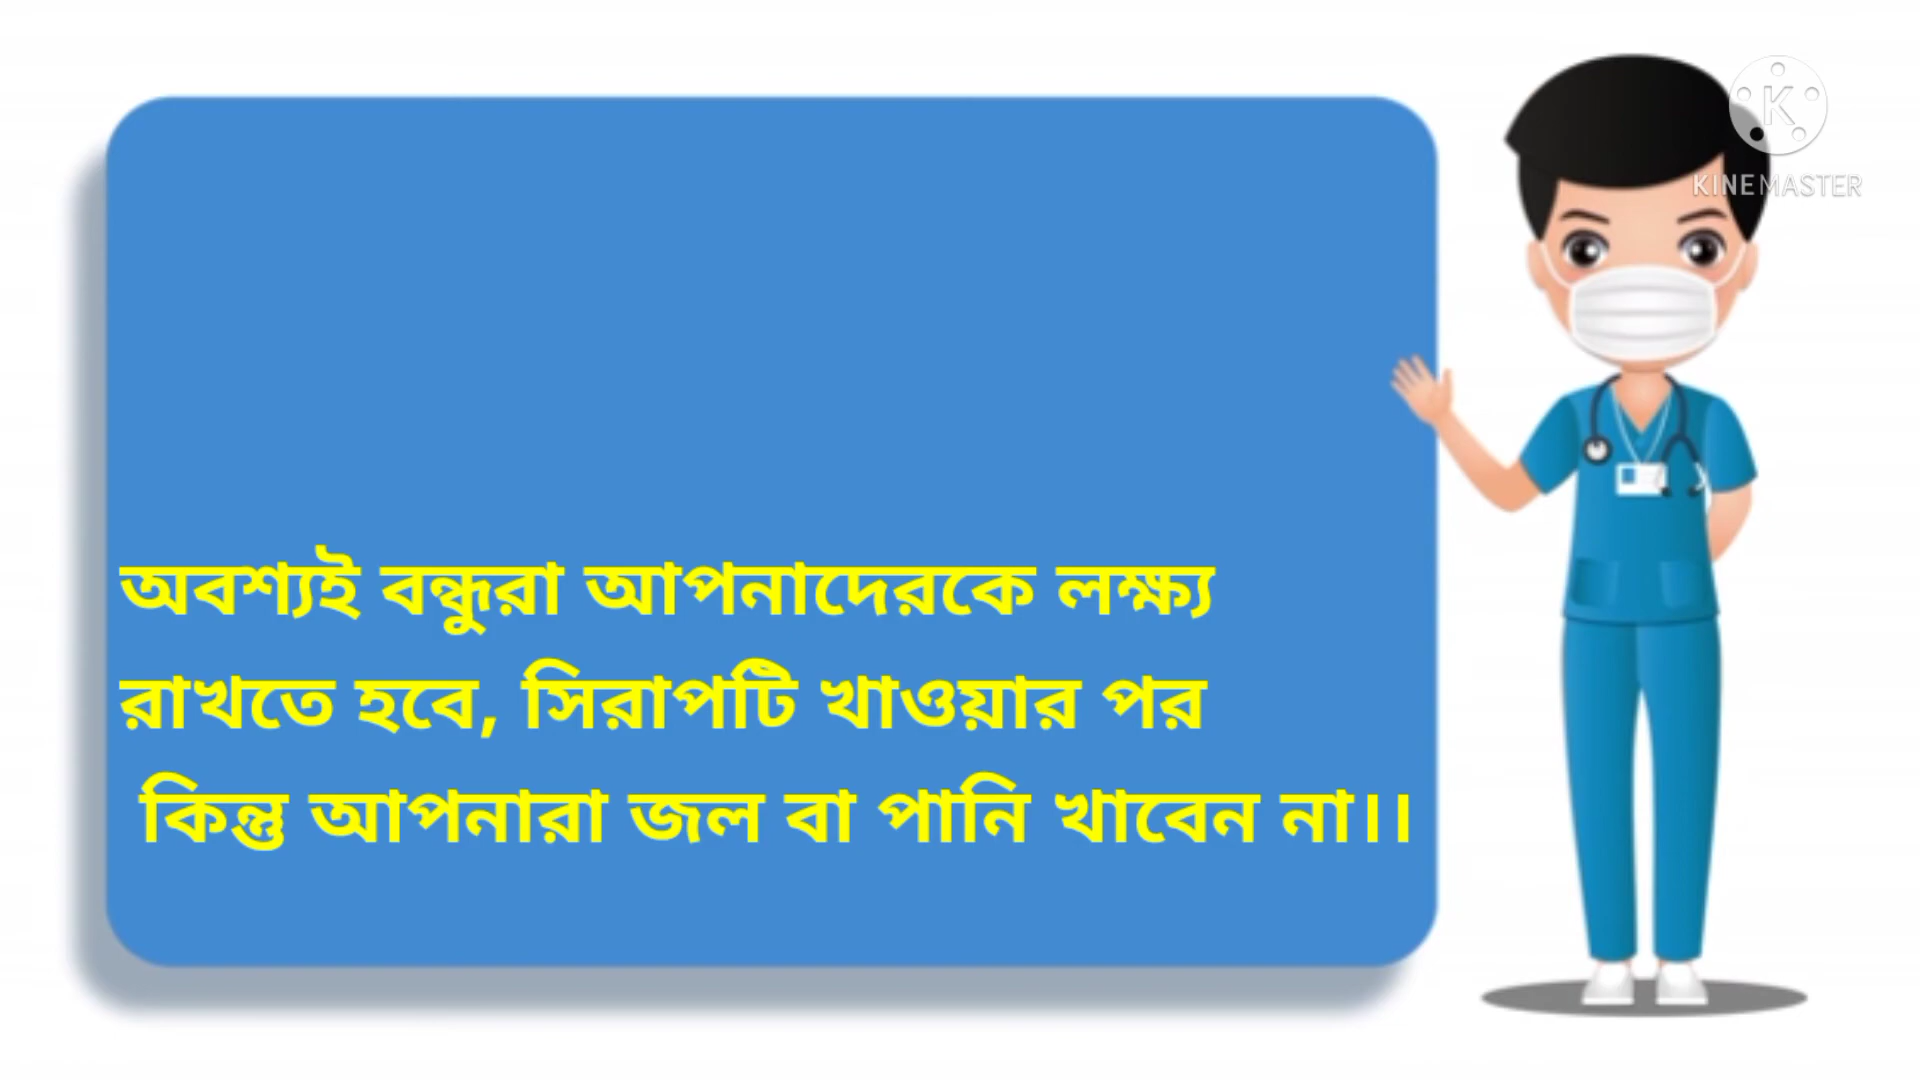 KINEMASTER
অবশ্যই বন্ধুরা আপনাদেরকে লক্ষ্য
রাখতে হবে, সিরাপটি খাওয়ার পর
কিন্তু আপনারা জল বা পানি খাবেন না।।